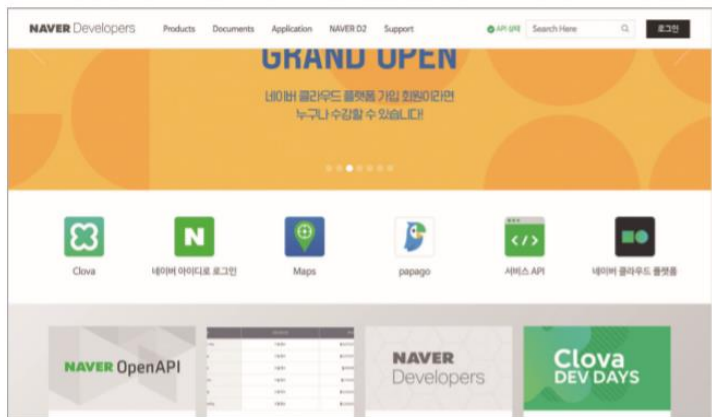 NAVER Developers
Products Documents Application NAVER D2 Support
API 상태
Search Here
로그인
GRAND OPEN
네이버 클라우드 플랫폼 가입 회원이라면
누구나 수강할 수 있습니다!
Clova
네이버 아이디로 로그인
Maps
papago
서비스 API
네이버 클라우드 플랫폼
NAVER OpenAPI
NAVER
Developers
Clova
DEV DAYS